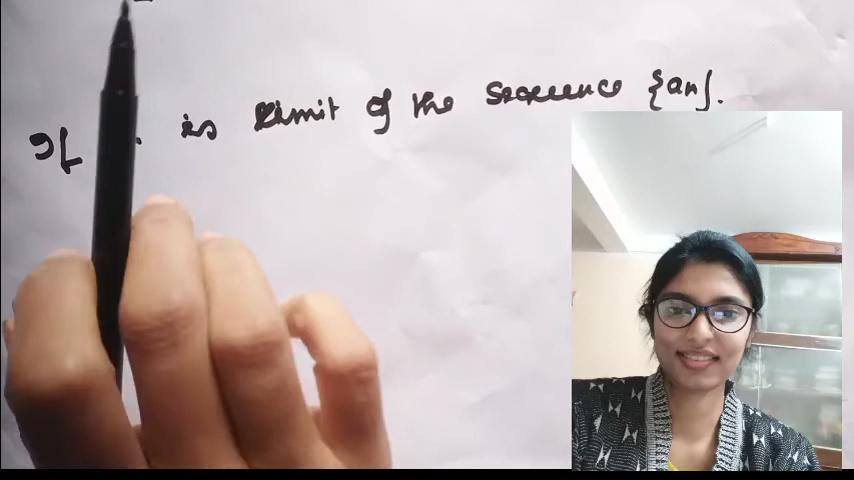 If is limit of the sequence {an}.